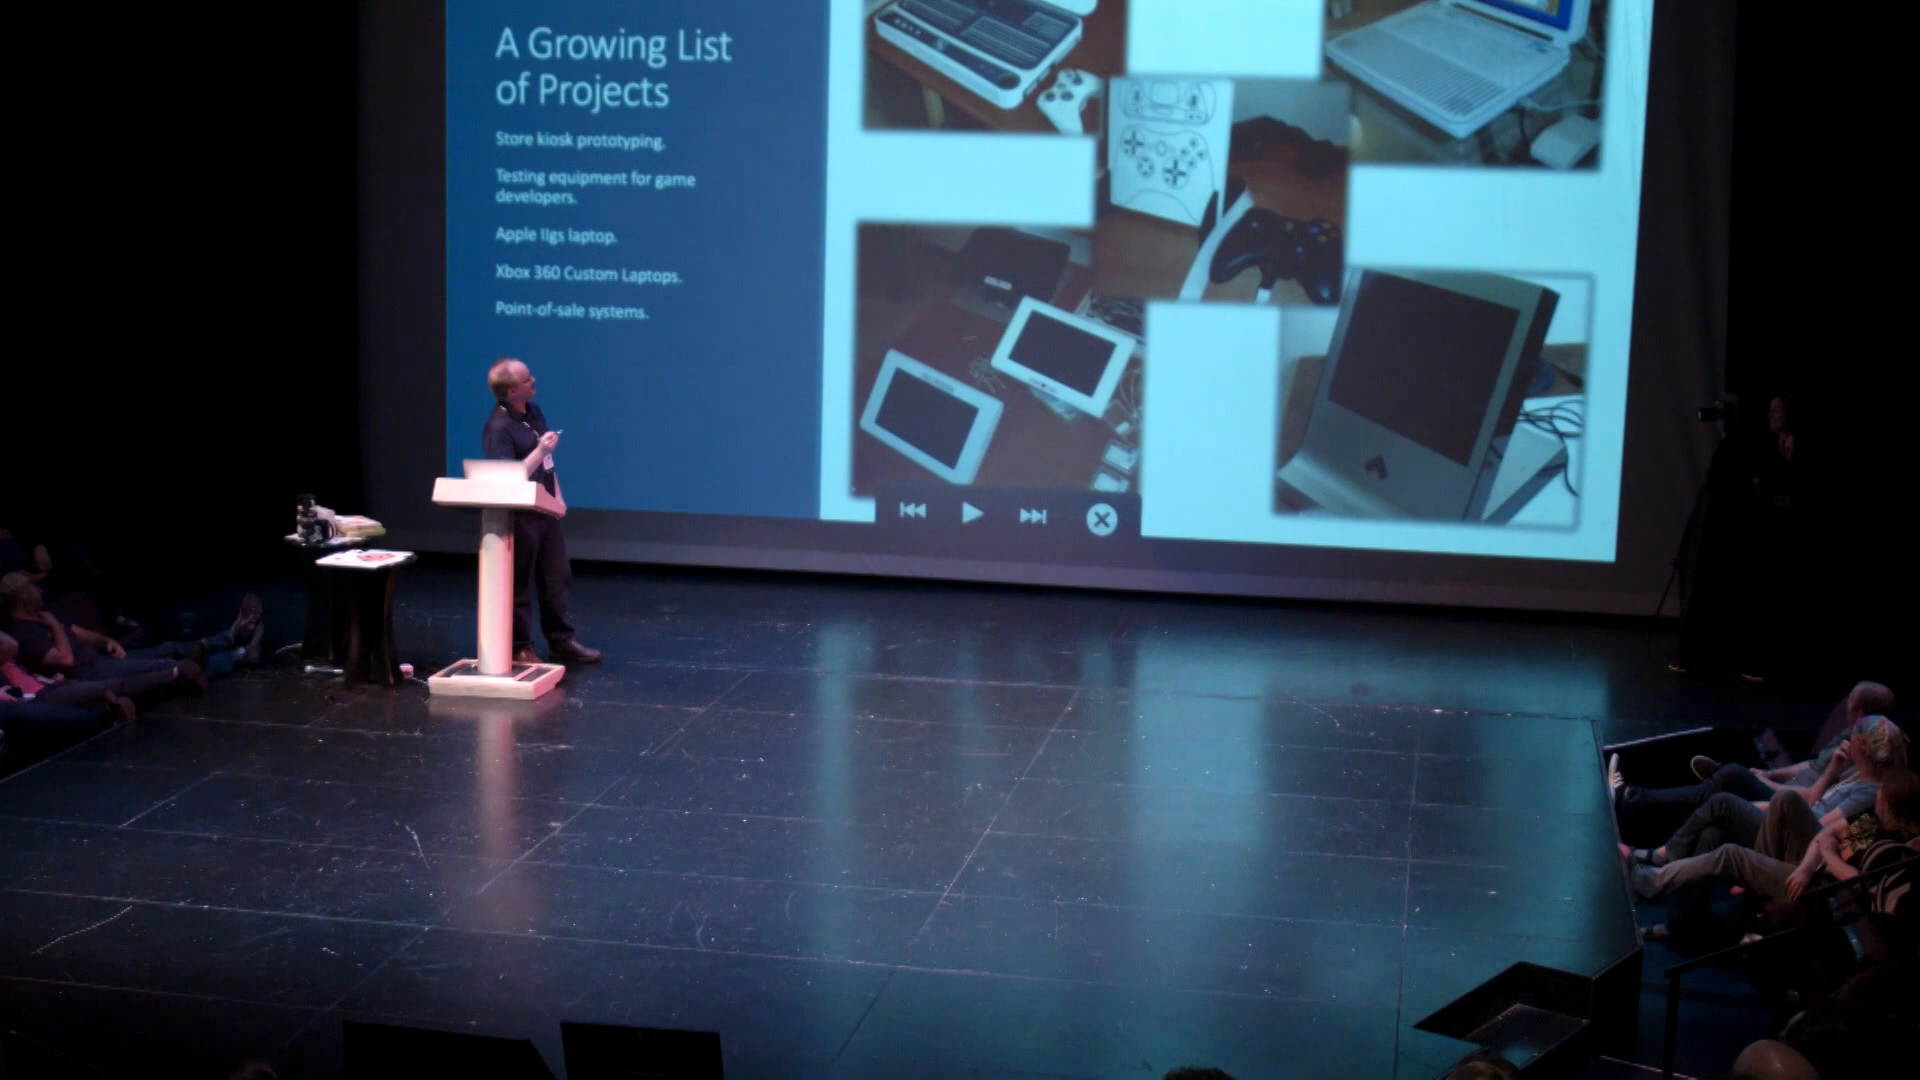 A Growing List
of Projects
Store kiosk prototyping.
Testing equipment for game
developers.
Apple IIgs laptop.
Xbox 360 Custom Laptops.
Point-of-sale systems.